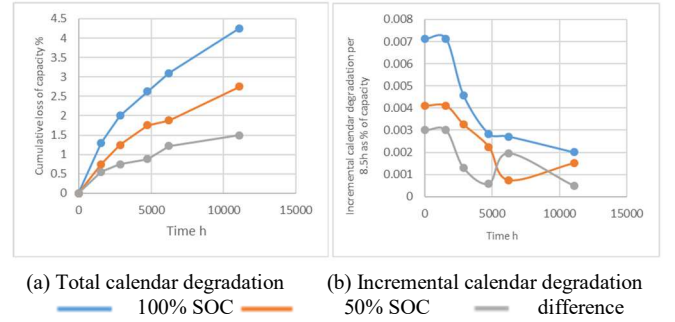 Cumulative loss of capacity %
4.5
4
3.5
3
2.5
2
1.5
1
0.5
0
0 5000 10000 15000
Time h
Incremental calendar degradation per
8.5h as % of capacity
0.008
0.007
0.006
0.005
0.004
0.003
0.002
0.001
0
0 5000 10000 15000
Time h
(a) Total calendar degradation (b) Incremental calendar degradation
100% SOC 50% SOC difference